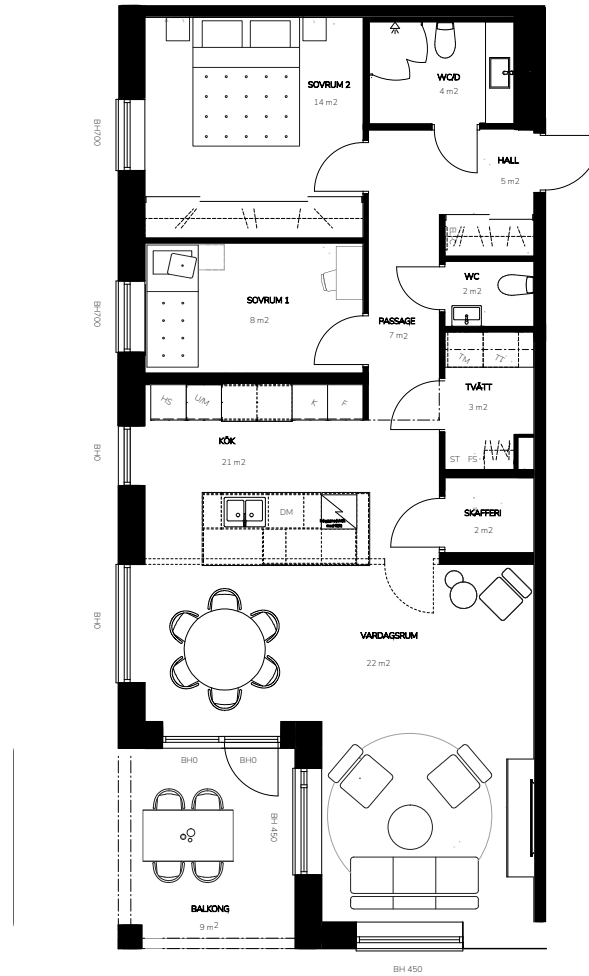 SOVRUM 2
14 m2
WC/D
4 m2
BH700
HALL
5 m2
WC
2 m2
SOVRUM 1
8 m2
BH700
PASSAGE
7 m2
TM
TT
TVÄTT
3 m2
HS
U/M
K
F
KÖK
21 m2
BH0
ST
FS
DM
SKAFFERI
2 m2
BH0
VARDAGSRUM
22 m2
BH0
BH0
BH 450
BALKONG
9 m2
BH 450